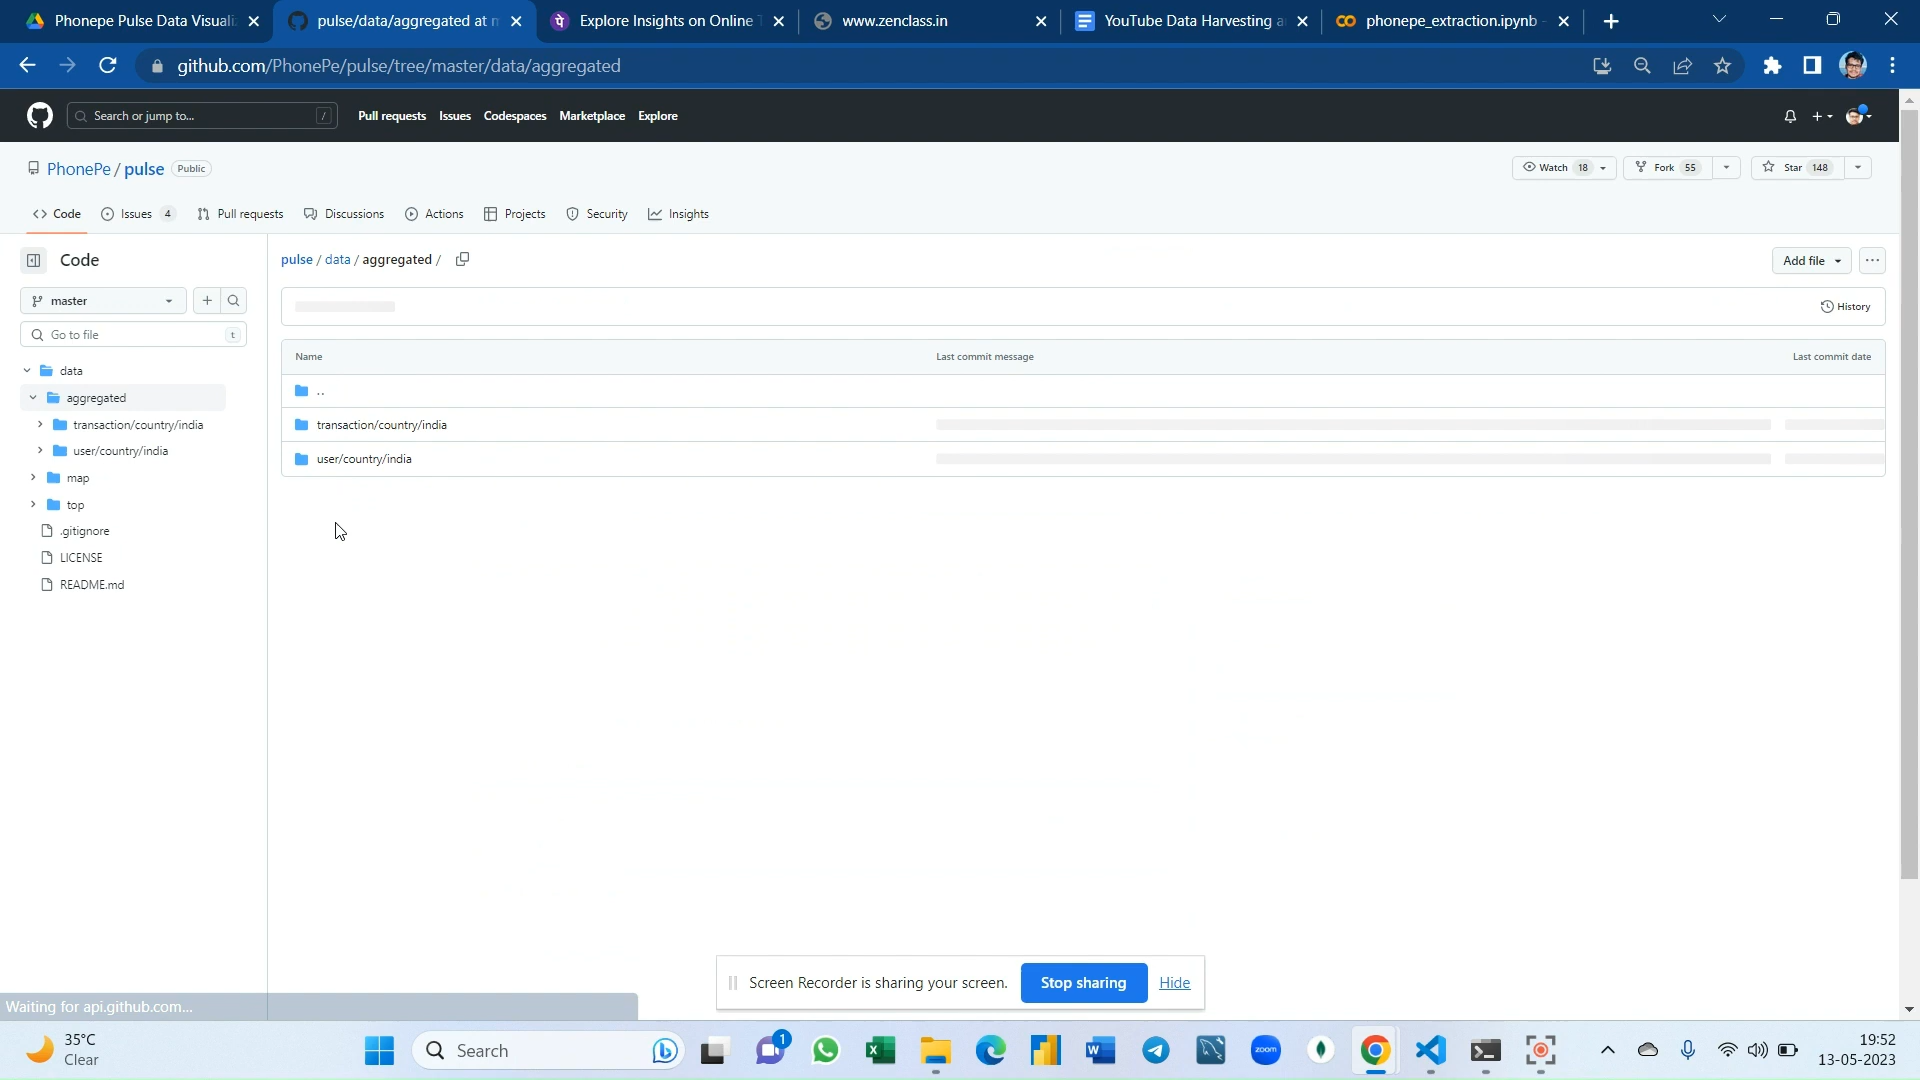 Phonepe Pulse Data Visuali
pulse/data/aggregated at m
Explore Insights on Online T
www.zenclass.in
YouTube Data Harvesting a
phonepe_extraction.ipynb -
github.com/PhonePe/pulse/tree/master/data/aggregated
Search or jump to...
/
Pull requests
Issues
Codespaces
Marketplace
Explore
PhonePe / pulse
Public
Watch 18
Fork 55
Star 148
Code
Issues 4
Pull requests
Discussions
Actions
Projects
Security
Insights
Code
pulse / data / aggregated /
Add file
master
History
Go to file
t
Name
Last commit message
Last commit date
data
aggregated
..
transaction/country/india
transaction/country/india
user/country/india
user/country/india
map
top
.gitignore
LICENSE
README.md
Screen Recorder is sharing your screen.
Stop sharing
Hide
Waiting for api.github.com...
35°C
Clear
Search
1
zoom
19:52
13-05-2023